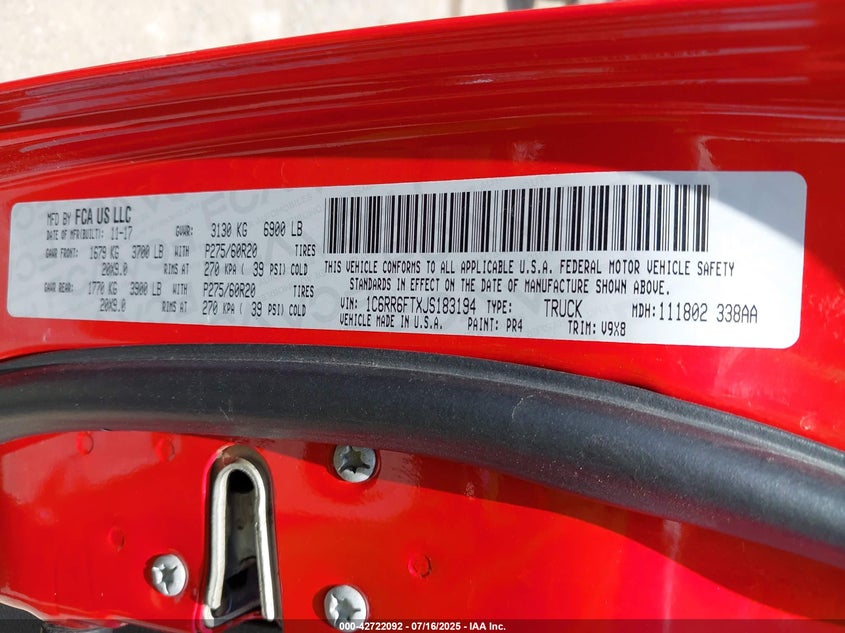 MFD BY FCA US LLC
DATE OF MFR(BUILT): 11-17 GVWR: 3130 KG 6900 LB
GAWR FRONT: 1679 KG 3700 LB WITH P275/60R20 TIRES
20X9.0 RIMS AT 270 KPA ( 39 PSI) COLD
GAWR REAR: 1770 KG 3900 LB WITH P275/60R20 TIRES
20X9.0 RIMS AT 270 KPA ( 39 PSI) COLD
THIS VEHICLE CONFORMS TO ALL APPLICABLE U.S.A. FEDERAL MOTOR VEHICLE SAFETY
STANDARDS IN EFFECT ON THE DATE OF MANUFACTURE SHOWN ABOVE.
VIN: 1C6RR6FTXJS183194 TYPE: TRUCK MDH:111802 338AA
VEHICLE MADE IN U.S.A. PAINT: PR4 TRIM: V9X8
000-42722092 - 07/16/2025 - IAA Inc.